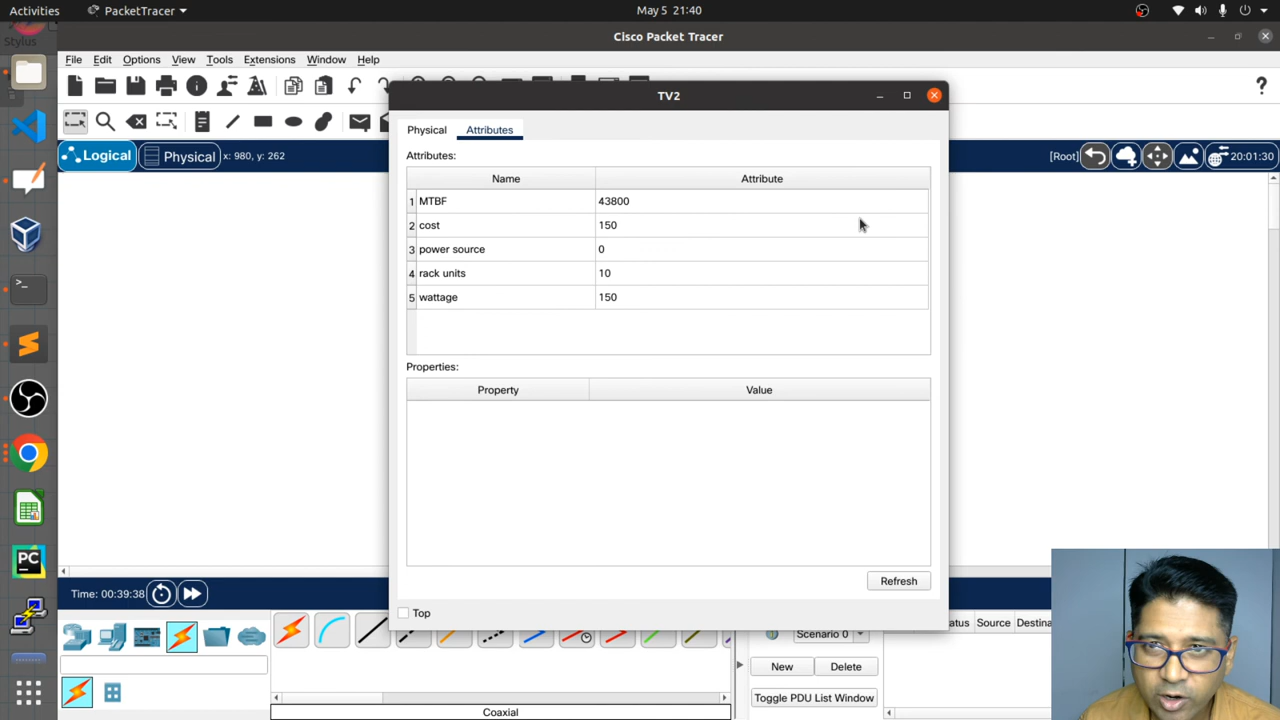 Activities PacketTracer May 5 21:40
Stylus
Cisco Packet Tracer
File Edit Options View Tools Extensions Window Help
?
TV2
Logical Physical x: 980, y: 262 [Root] 20:01:30
Physical Attributes
Attributes:
Name Attribute
1 MTBF 43800
2 cost 150
3 power source 0
4 rack units 10
5 wattage 150
Properties:
Property Value
Refresh
Top
>_
PC
Time: 00:39:38
Scenario 0
Source
New Delete
Toggle PDU List Window
Coaxial